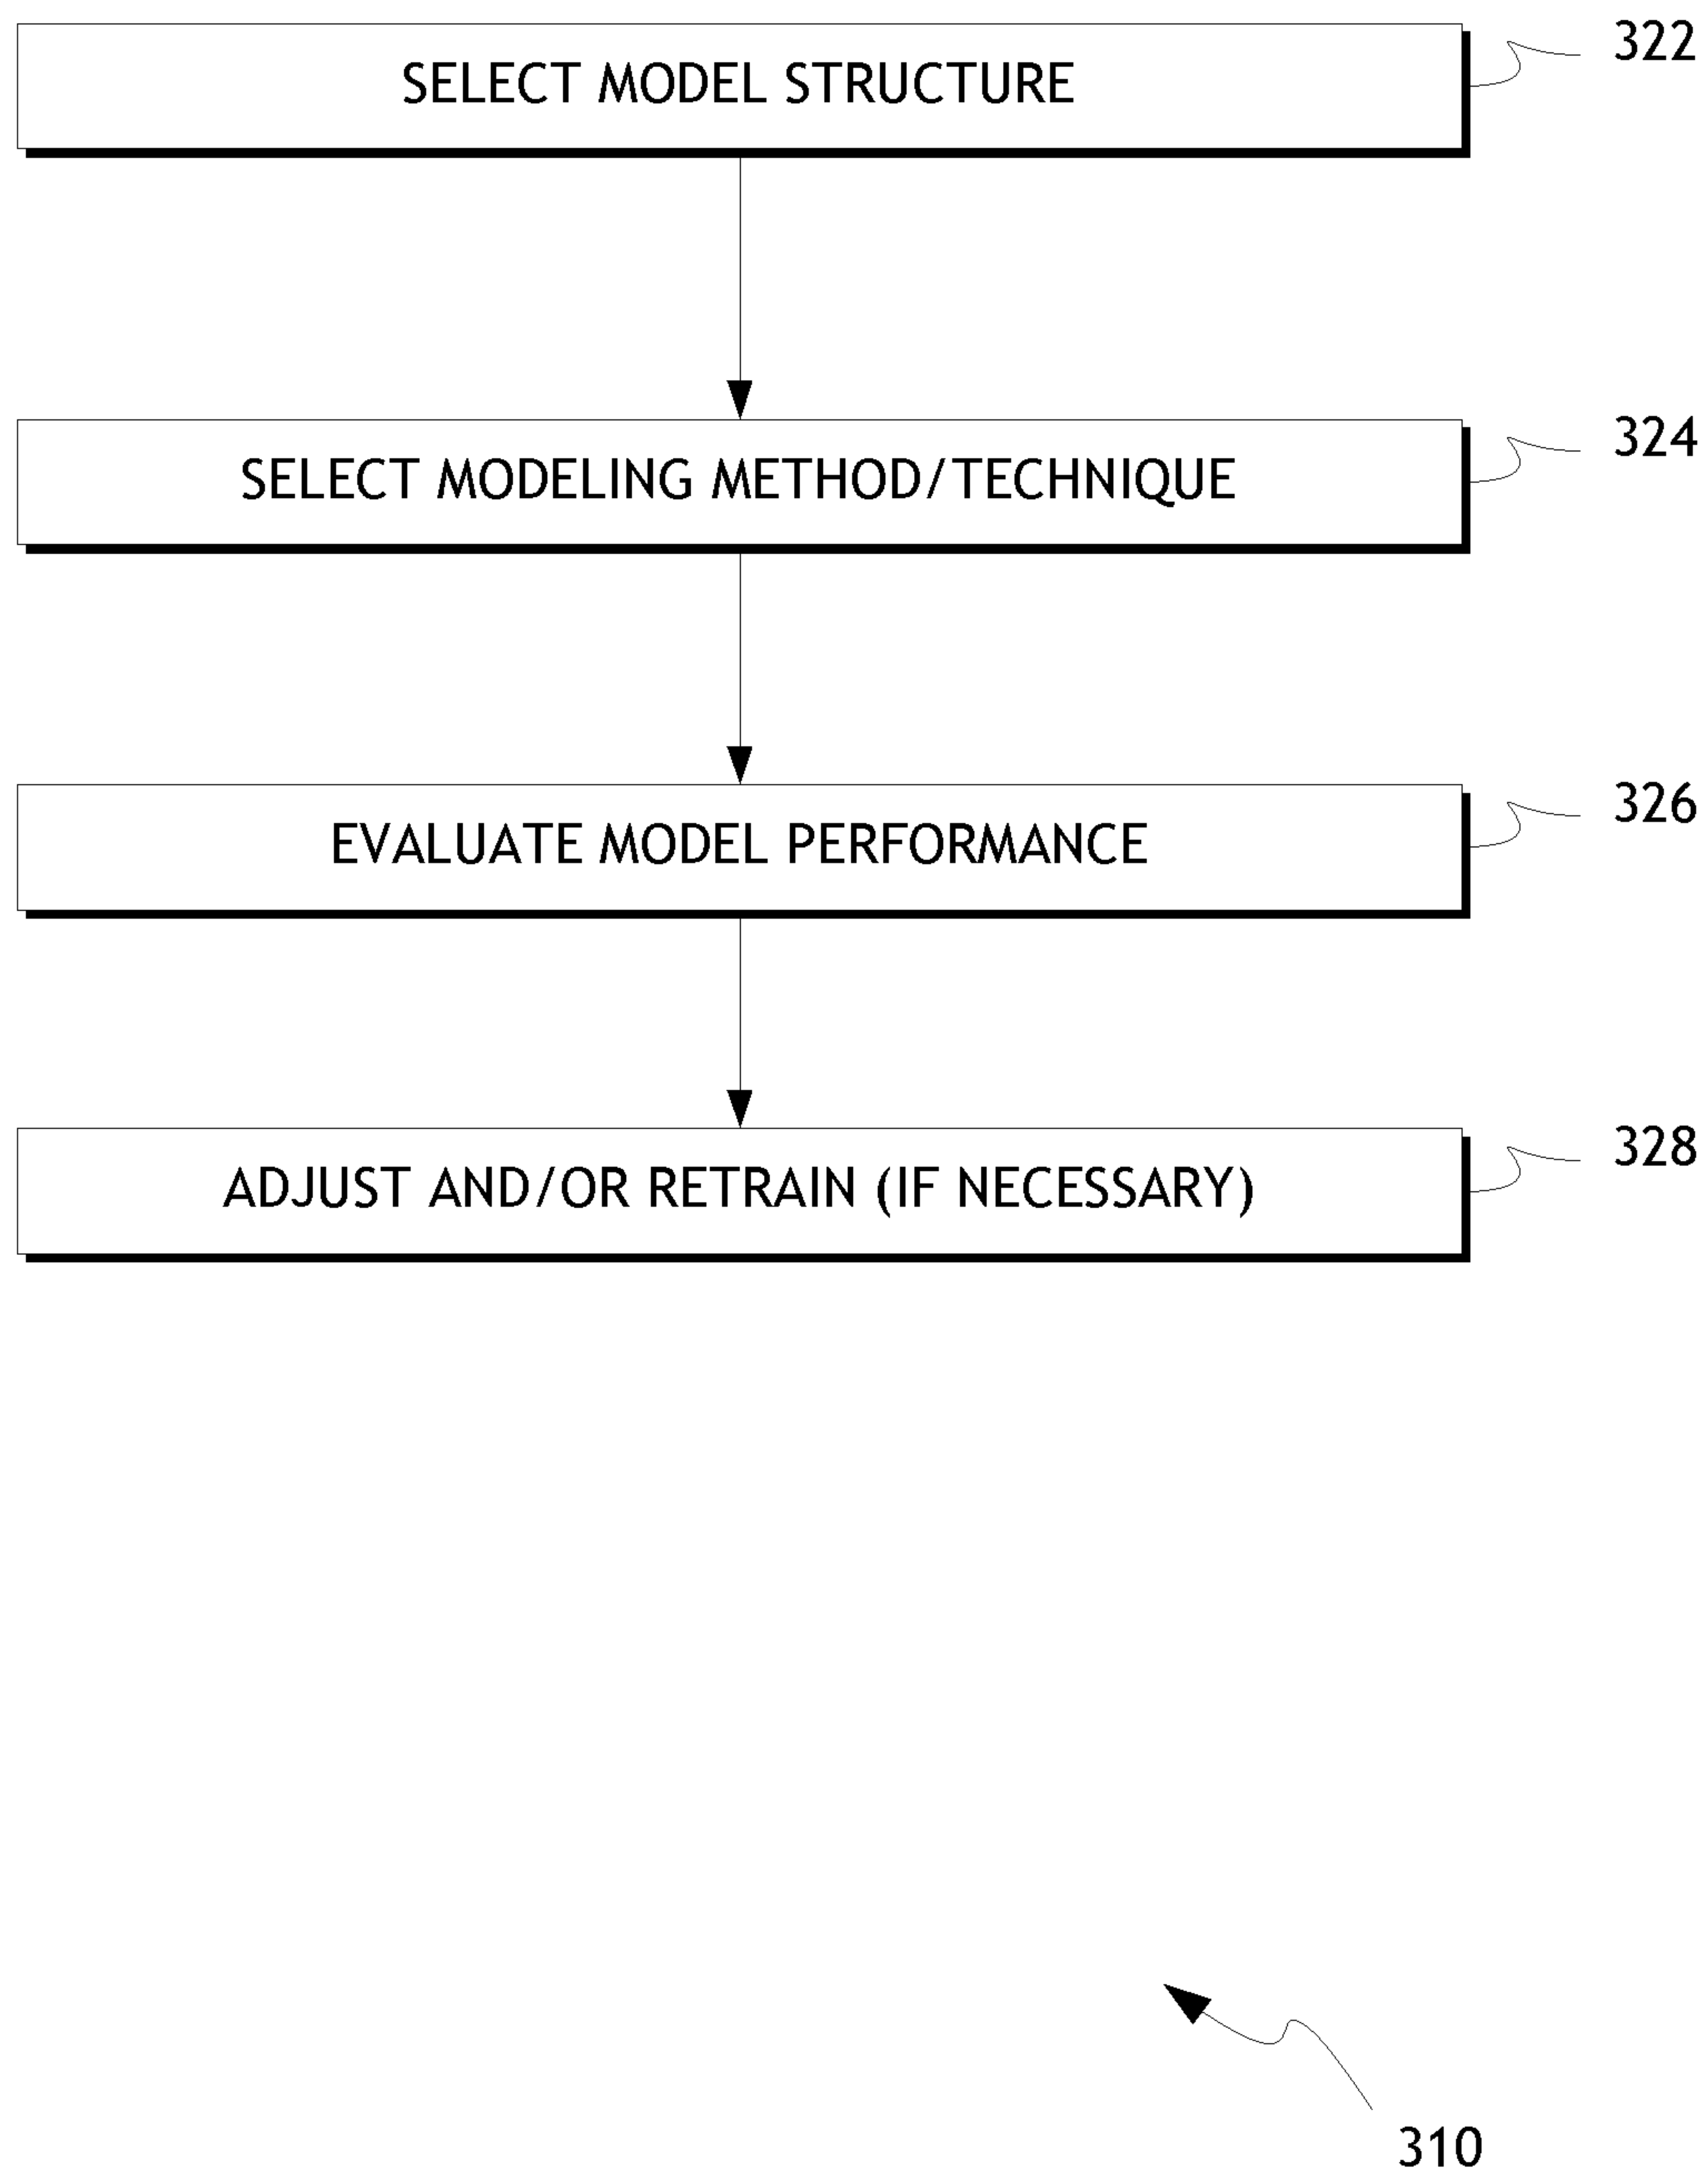 SELECT MODEL STRUCTURE
322
SELECT MODELING METHOD/TECHNIQUE
324
EVALUATE MODEL PERFORMANCE
326
ADJUST AND/OR RETRAIN (IF NECESSARY)
328
310